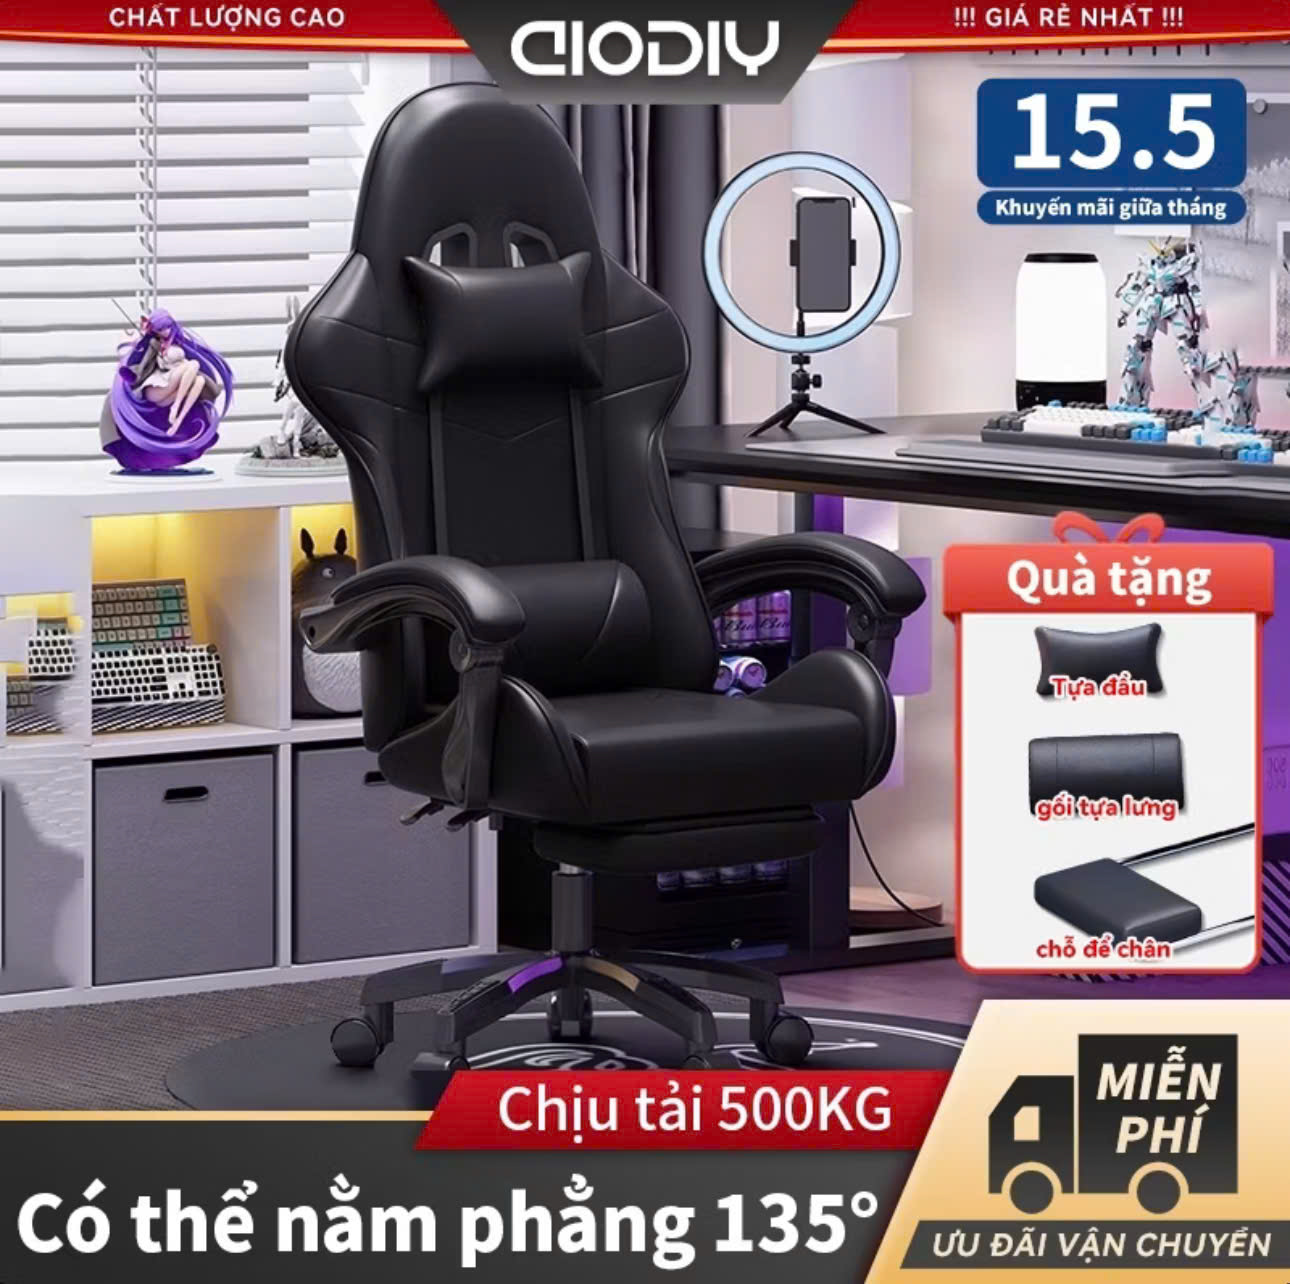 CHẤT LƯỢNG CAO
AIODIY
!!! GIÁ RẺ NHẤT !!!
15.5
Khuyến mãi giữa tháng
Quà tặng
Tựa đầu
gối tựa lưng
chỗ để chân
Chịu tải 500KG
Có thể nằm phẳng 135°
MIỄN
PHÍ
ƯU ĐÃI VẬN CHUYỂN